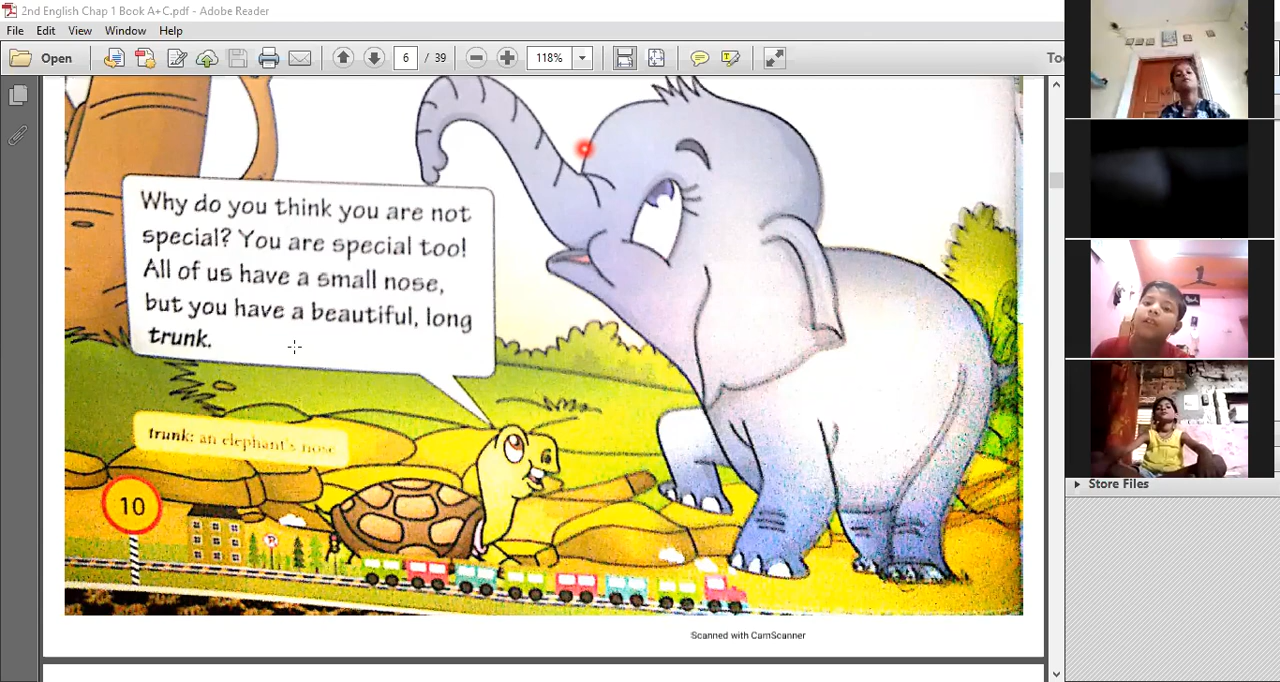 2nd English Chap 1 Book A+C.pdf - Adobe Reader
File Edit View Window Help
Open 6 / 39 118%
Why do you think you are not
special? You are special too!
All of us have a small nose,
but you have a beautiful, long
trunk.
trunk: an elephant's nose
10
Scanned with CamScanner
Store Files